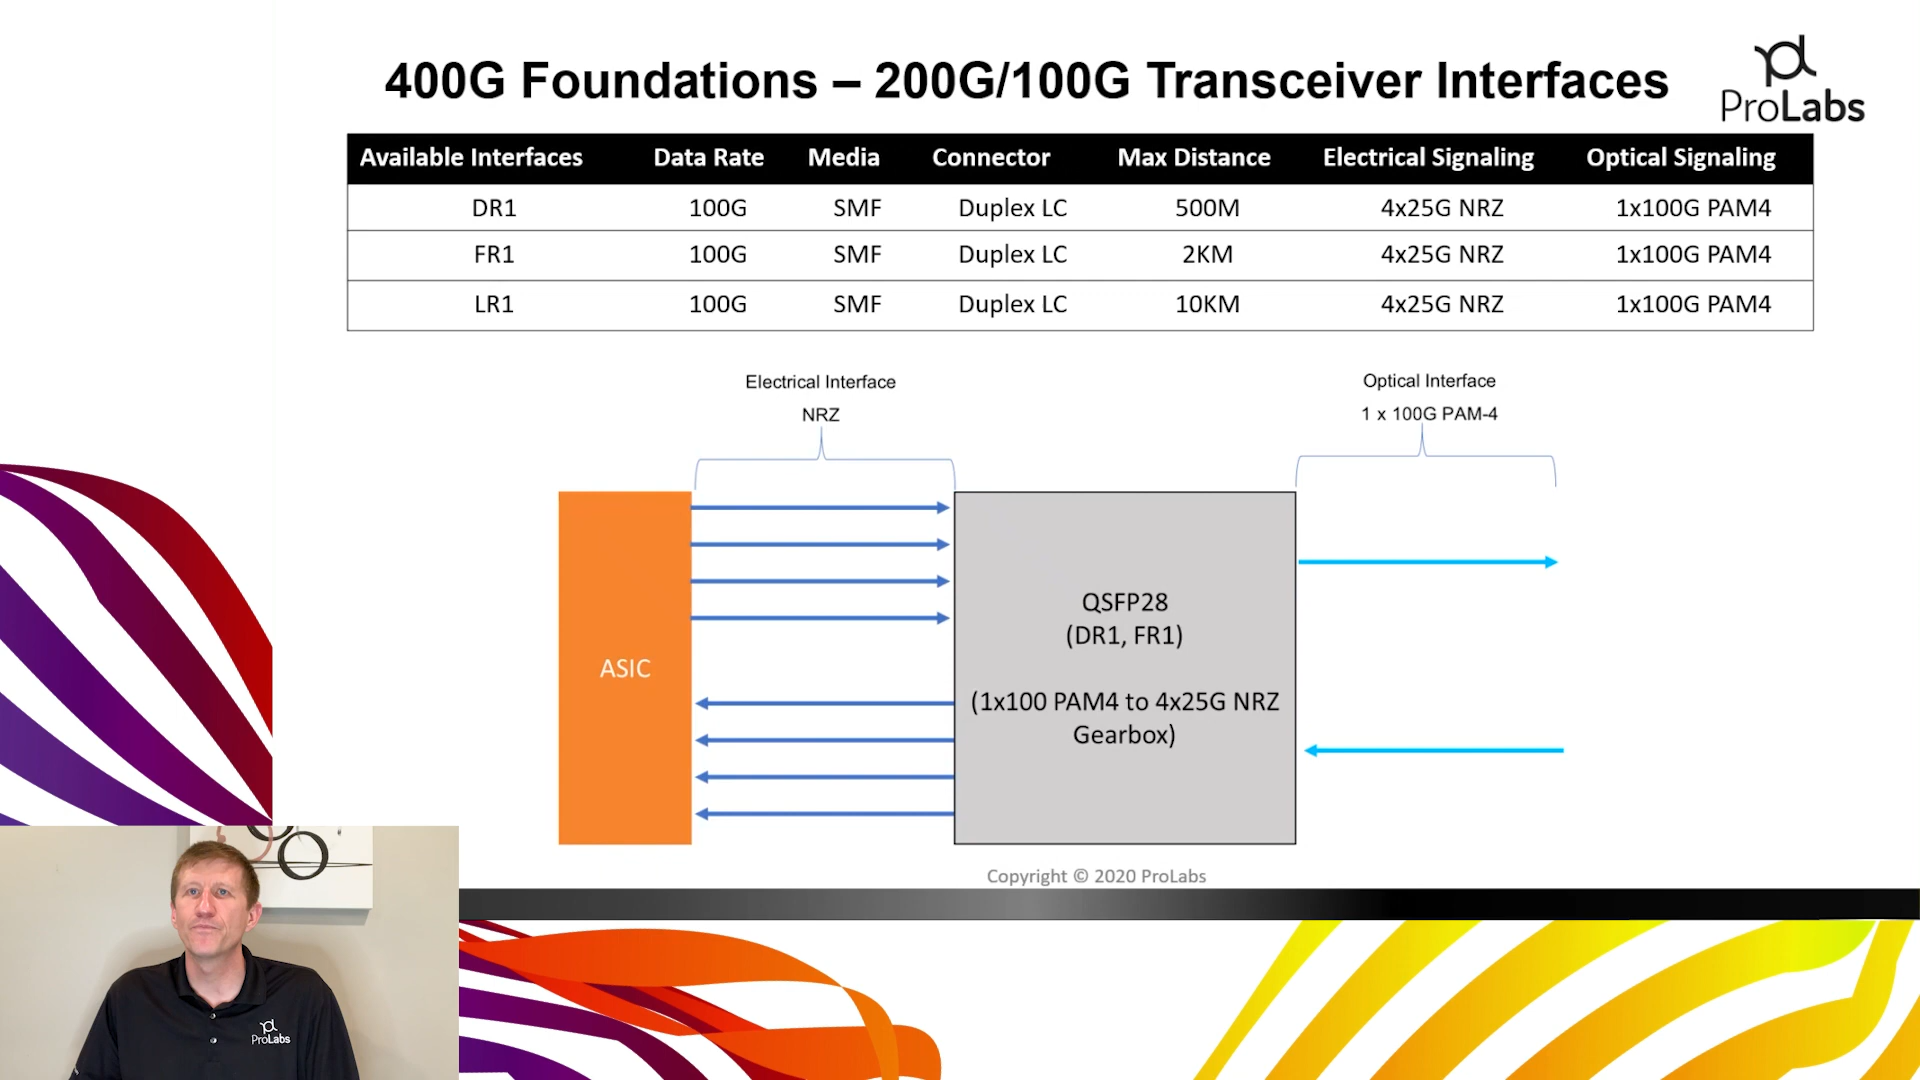 400G Foundations – 200G/100G Transceiver Interfaces
ProLabs
Available Interfaces Data Rate Media Connector Max Distance Electrical Signaling Optical Signaling
DR1 100G SMF Duplex LC 500M 4x25G NRZ 1x100G PAM4
FR1 100G SMF Duplex LC 2KM 4x25G NRZ 1x100G PAM4
LR1 100G SMF Duplex LC 10KM 4x25G NRZ 1x100G PAM4
Electrical Interface
NRZ
Optical Interface
1 x 100G PAM-4
ASIC
QSFP28
(DR1, FR1)
(1x100 PAM4 to 4x25G NRZ
Gearbox)
Copyright © 2020 ProLabs
ProLabs